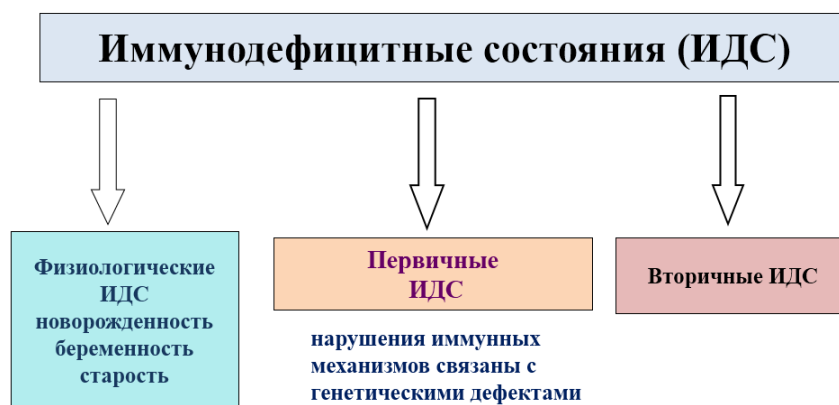 Иммунодефицитные состояния (ИДС)
Физиологические
ИДС
новорожденность
беременность
старость
Первичные
ИДС
нарушения иммунных
механизмов связаны с
генетическими дефектами
Вторичные ИДС